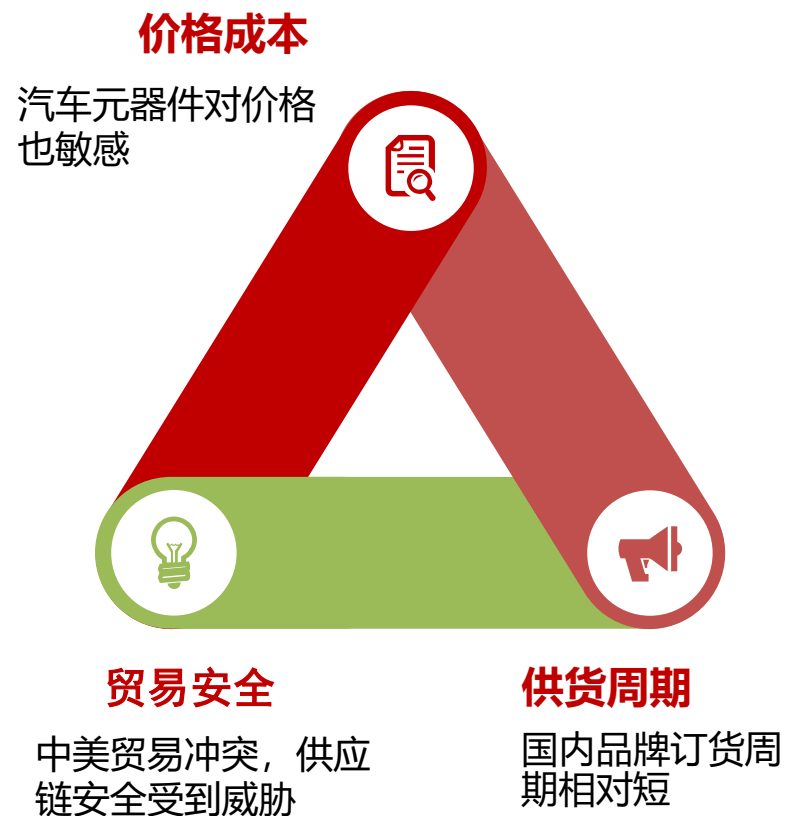 价格成本
汽车元器件对价格
也敏感
贸易安全
中美贸易冲突，供应
链安全受到威胁
供货周期
国内品牌订货周
期相对短